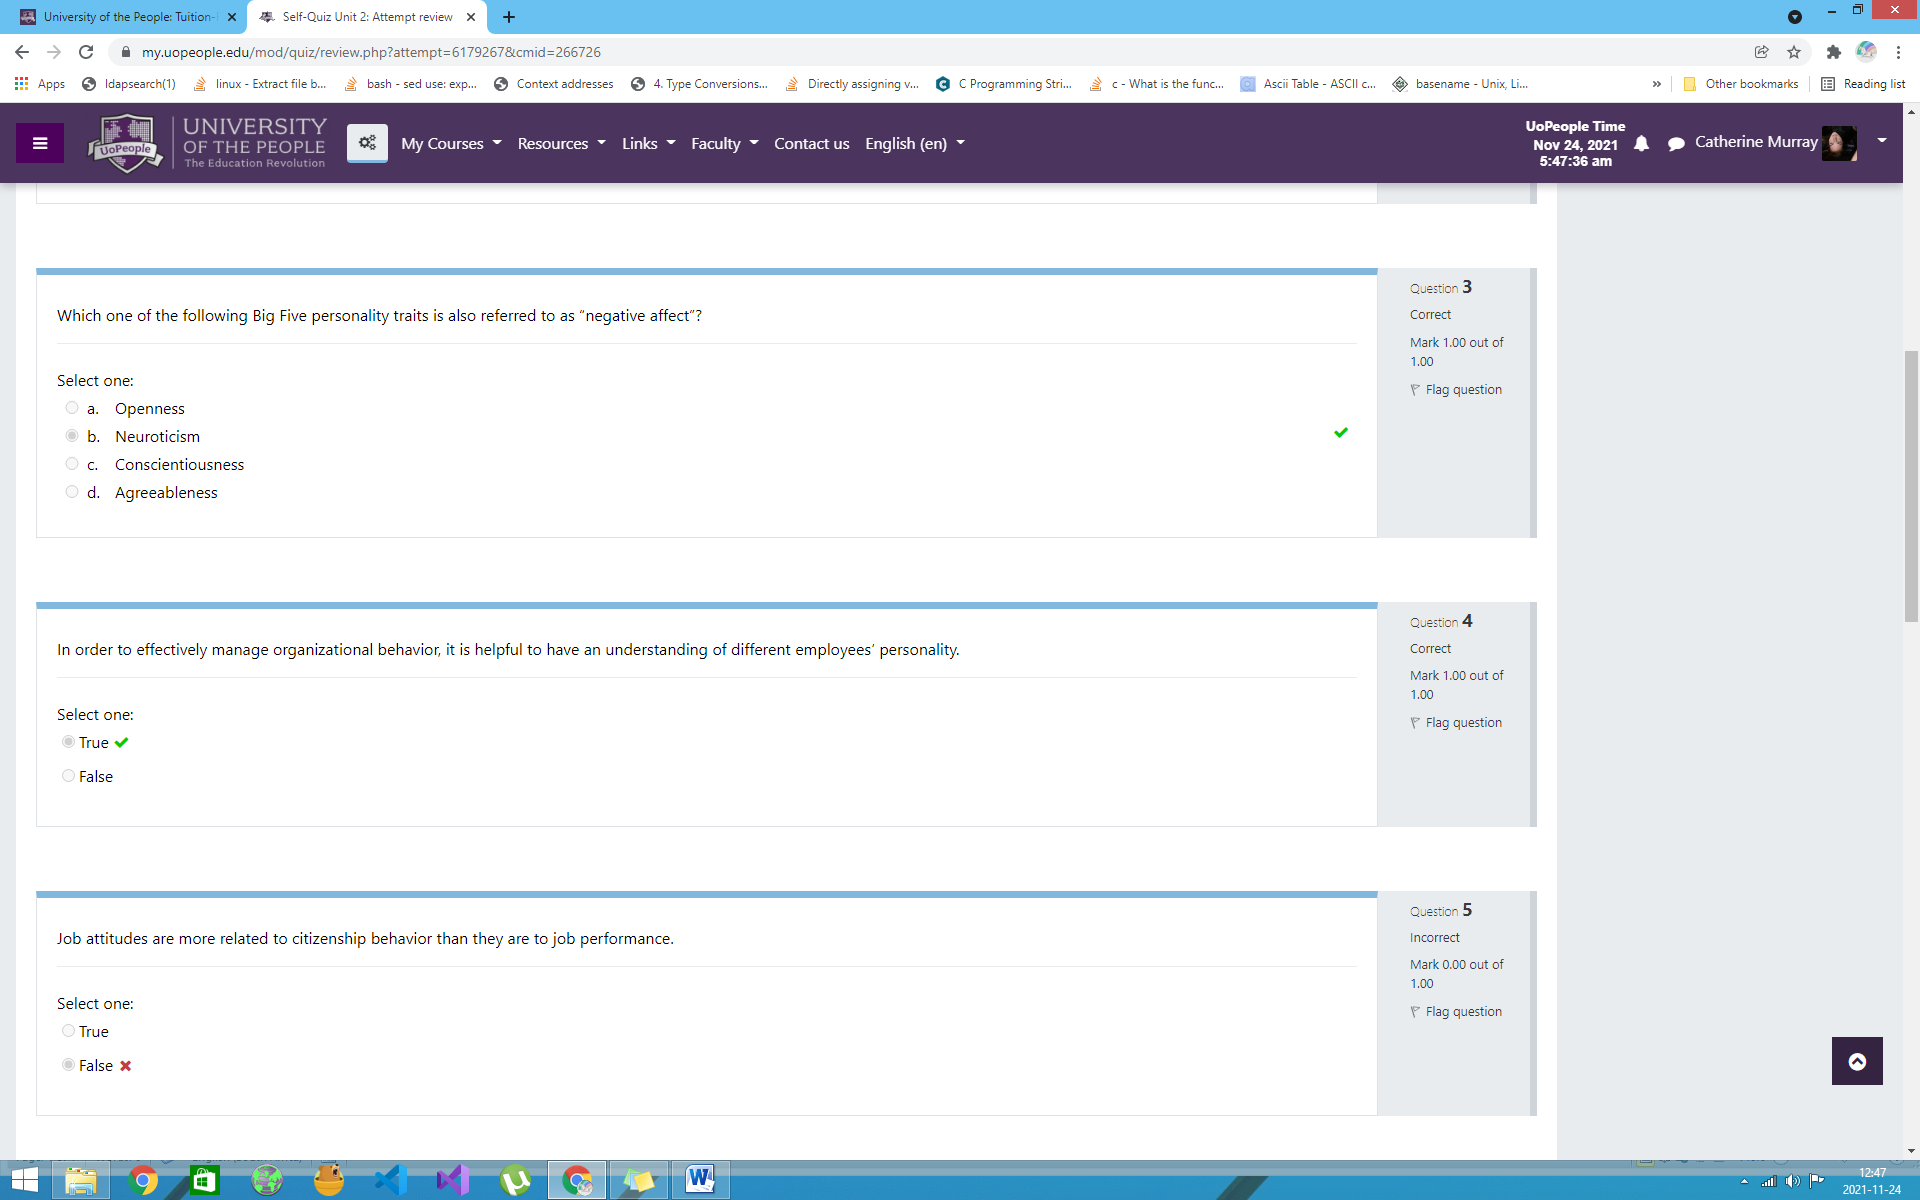 University of the People: Tuition-
Self-Quiz Unit 2: Attempt review
my.uopeople.edu/mod/quiz/review.php?attempt=6179267&cmid=266726
Apps
ldapsearch(1)
linux - Extract file b...
bash - sed use: exp...
Context addresses
4. Type Conversions...
Directly assigning v...
C Programming Stri...
c - What is the func...
Ascii Table - ASCII c...
basename - Unix, Li...
»
Other bookmarks
Reading list
UoPeople
UNIVERSITY
OF THE PEOPLE
The Education Revolution
My Courses
Resources
Links
Faculty
Contact us
English (en)
UoPeople Time
Nov 24, 2021
5:47:36 am
Catherine Murray
Which one of the following Big Five personality traits is also referred to as “negative affect”?
Select one:
a. Openness
b. Neuroticism
c. Conscientiousness
d. Agreeableness
Question 3
Correct
Mark 1.00 out of
1.00
Flag question
In order to effectively manage organizational behavior, it is helpful to have an understanding of different employees’ personality.
Select one:
True
False
Question 4
Correct
Mark 1.00 out of
1.00
Flag question
Job attitudes are more related to citizenship behavior than they are to job performance.
Select one:
True
False
Question 5
Incorrect
Mark 0.00 out of
1.00
Flag question
12:47
2021-11-24